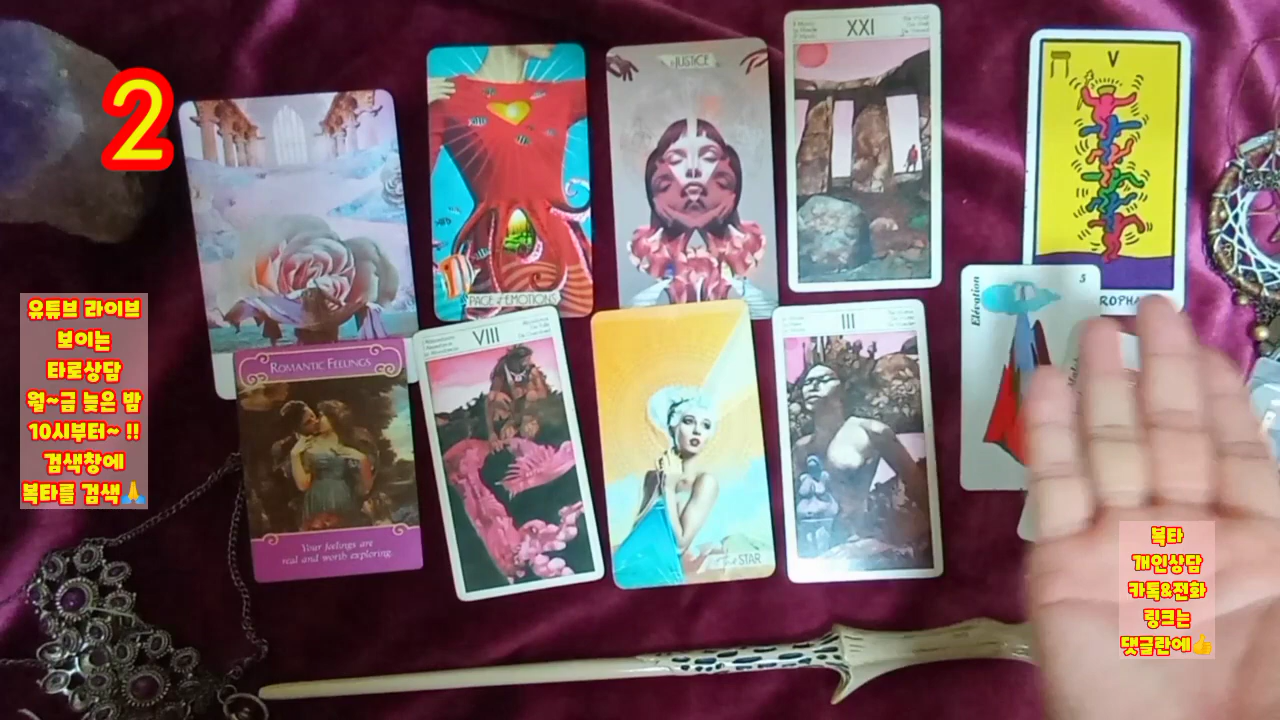 2
유튜브 라이브
보이는
타로상담
월~금 늦은 밤
10시부터~ !!
검색창에
복타를 검색🙏
ROMANTIC FEELINGS
Your feelings are
real and worth exploring.
PAGE of EMOTIONS
VIII
JUSTICE
The STAR
XXI
III
V
ROPHA
Elévation
5
복타
개인상담
카톡&전화
링크는
댓글란에👍